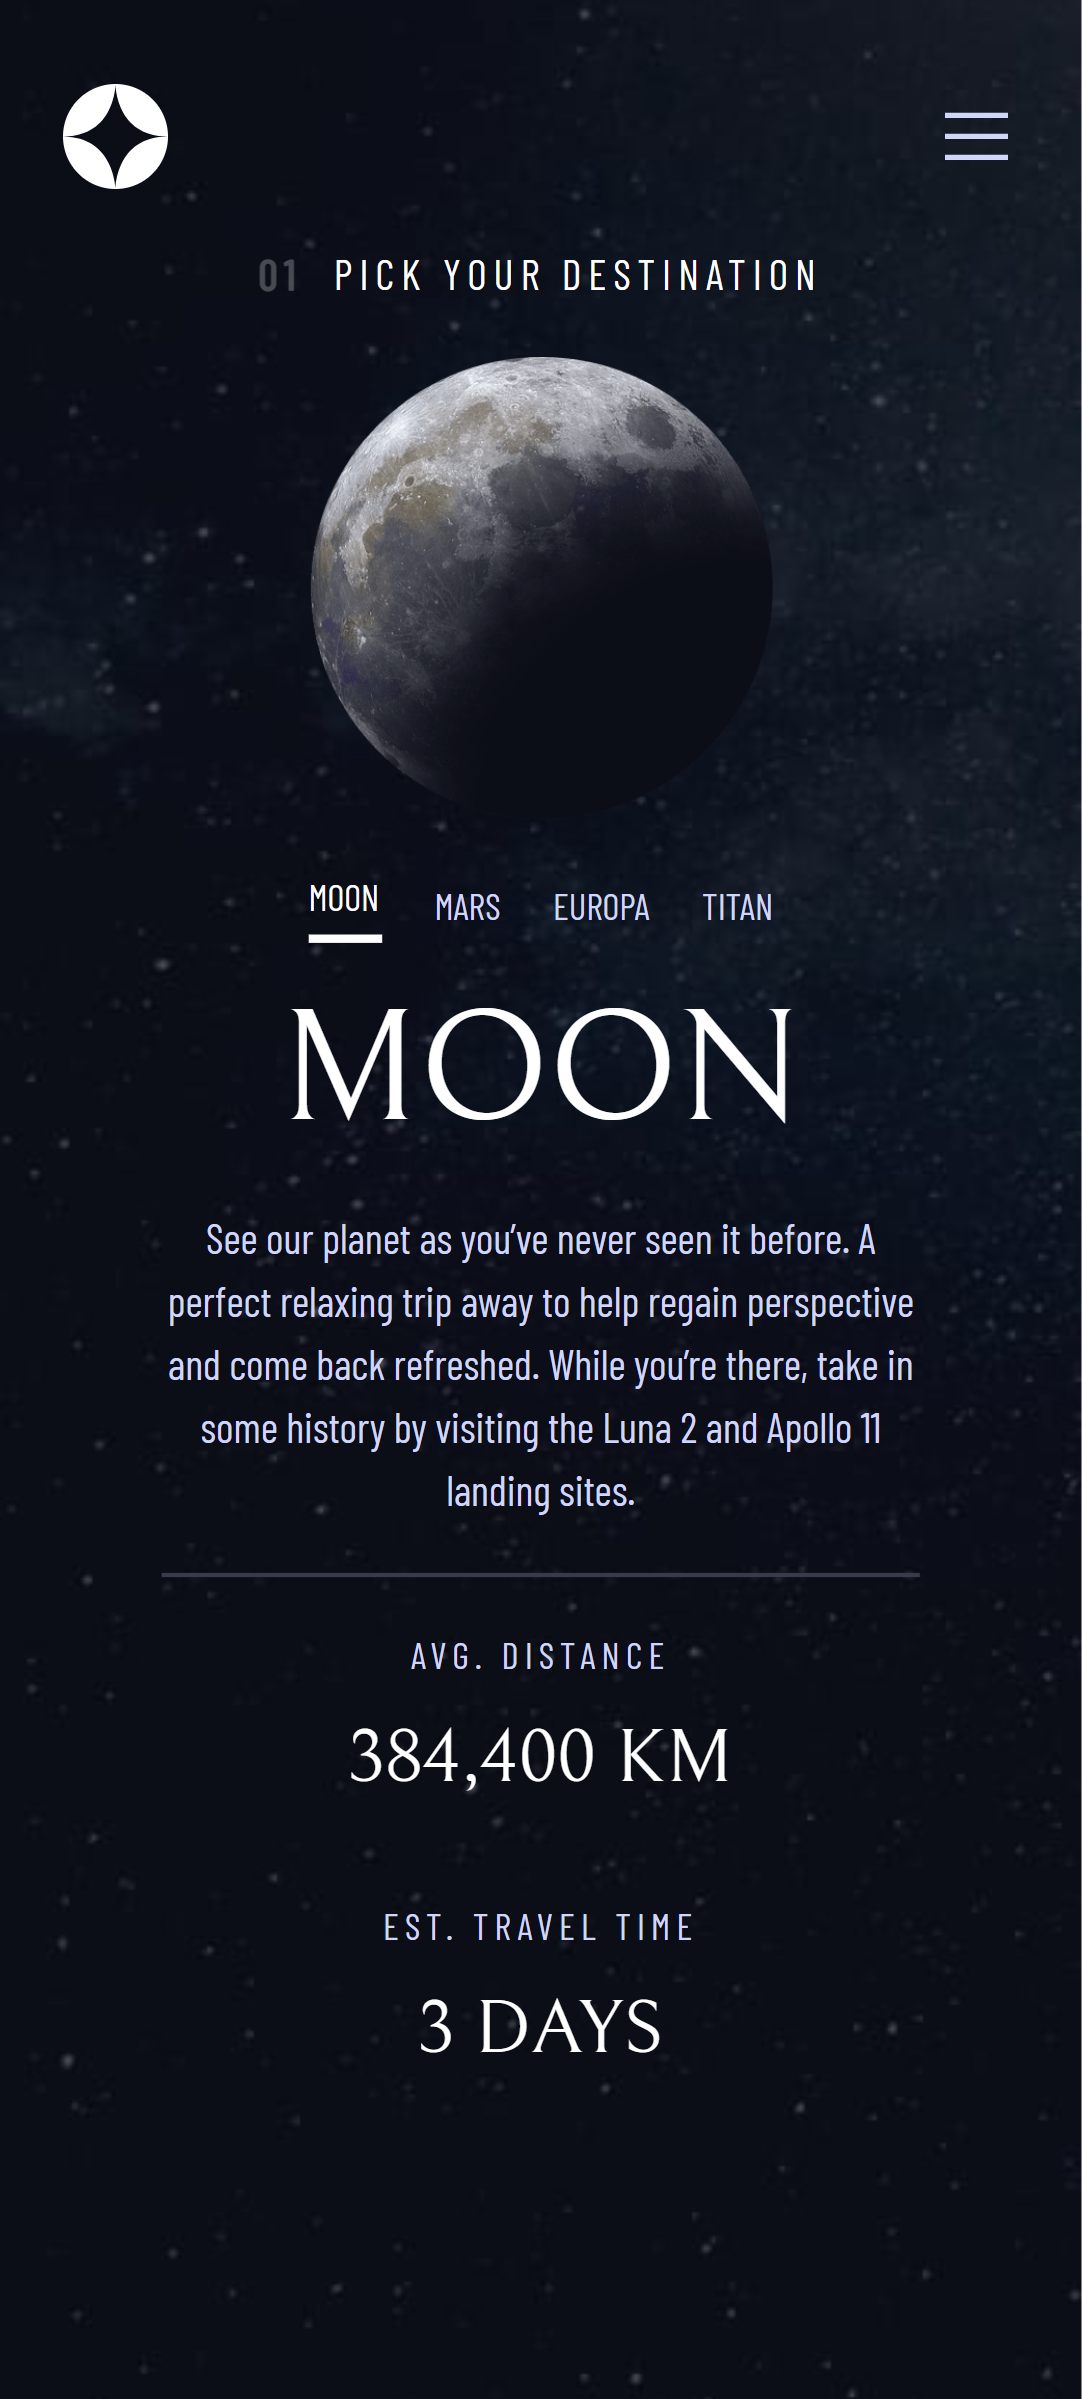 01 PICK YOUR DESTINATION
MOON MARS EUROPA TITAN
MOON
See our planet as you’ve never seen it before. A
perfect relaxing trip away to help regain perspective
and come back refreshed. While you’re there, take in
some history by visiting the Luna 2 and Apollo 11
landing sites.
AVG. DISTANCE
384,400 KM
EST. TRAVEL TIME
3 DAYS